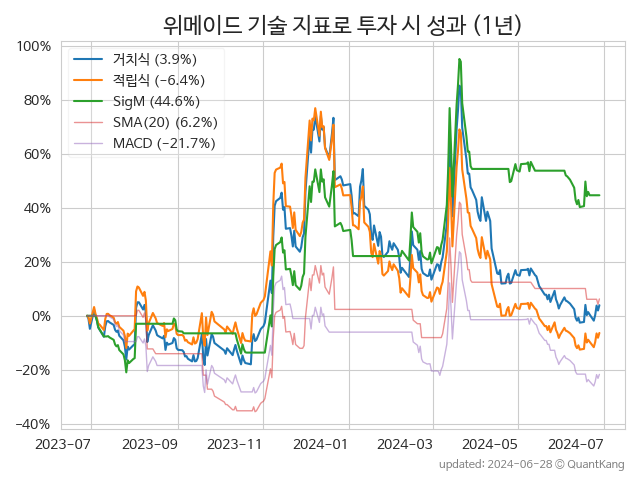 위메이드 기술 지표로 투자 시 성과 (1년)
100%
80%
60%
40%
20%
0%
−20%
−40%
거치식 (3.9%)
적립식 (−6.4%)
SigM (44.6%)
SMA(20) (6.2%)
MACD (−21.7%)
2023-07 2023-09 2023-11 2024-01 2024-03 2024-05 2024-07
updated: 2024-06-28 ⓒ QuantKang